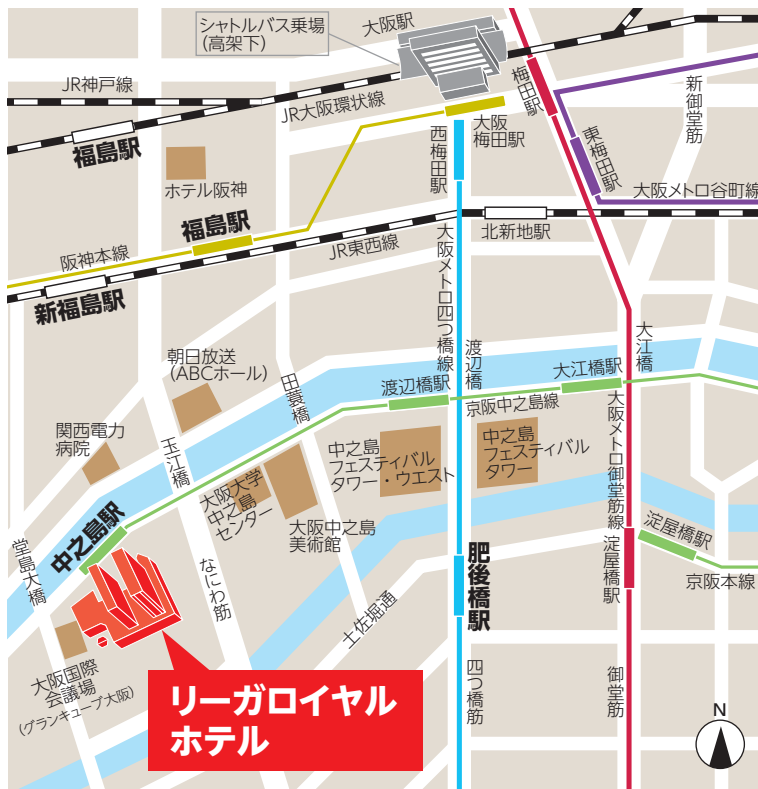 シャトルバス乗場
(高架下)
大阪駅
JR神戸線
JR大阪環状線
梅田駅
新御堂筋
福島駅
大阪
梅田駅
西梅田駅
東梅田駅
ホテル阪神
大阪メトロ谷町線
福島駅
北新地駅
阪神本線
JR東西線
新福島駅
大阪メトロ四つ橋線
朝日放送
(ABCホール)
田蓑橋
渡辺橋
大江橋
渡辺橋駅
大江橋駅
京阪中之島線
大阪メトロ御堂筋線
関西電力
病院
玉江橋
中之島
フェスティバル
タワー・ウエスト
中之島
フェスティバル
タワー
大阪大学
中之島
センター
大阪中之島
美術館
中之島駅
堂島大橋
なにわ筋
肥後橋駅
淀屋橋駅
淀屋橋駅
京阪本線
土佐堀通
大阪国際
会議場
(グランキューブ大阪)
四つ橋筋
御堂筋
リーガロイヤル
ホテル
N